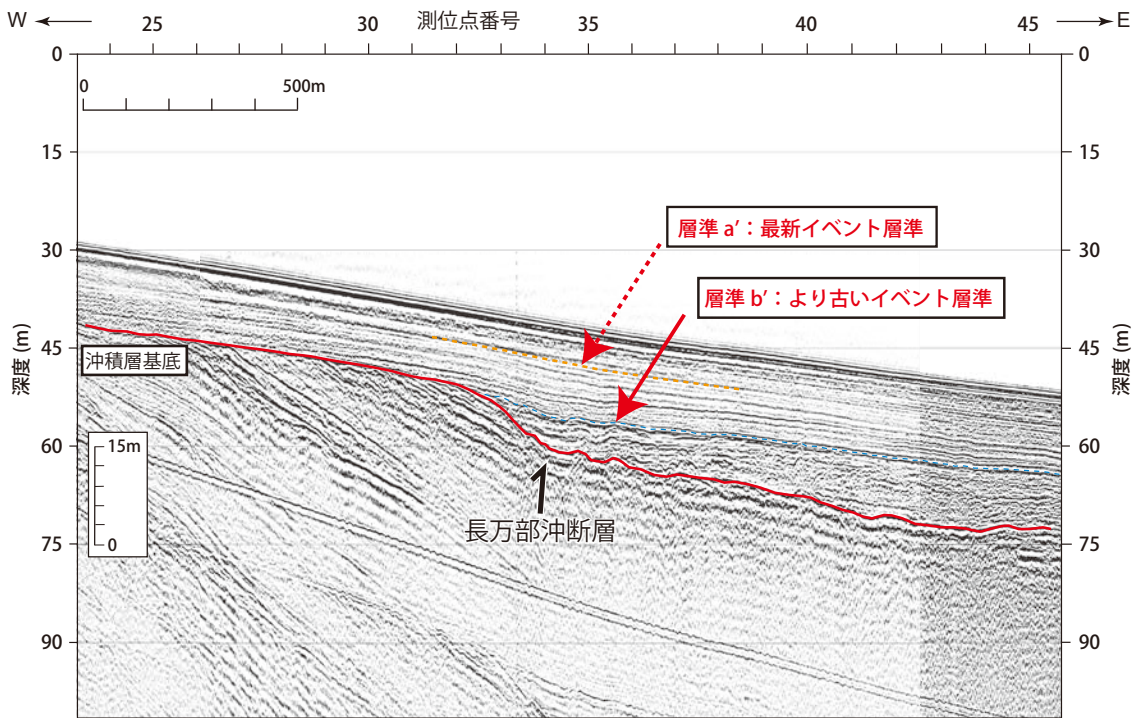 W 測位点番号 E
25 30 35 40 45
0 0
0 500m
15 15
層準 a’：最新イベント層準
30 30
層準 b’：より古いイベント層準
45 45
沖積層基底
深度 (m) 深度 (m)
15m
60 60
長万部沖断層
0
75 75
90 90